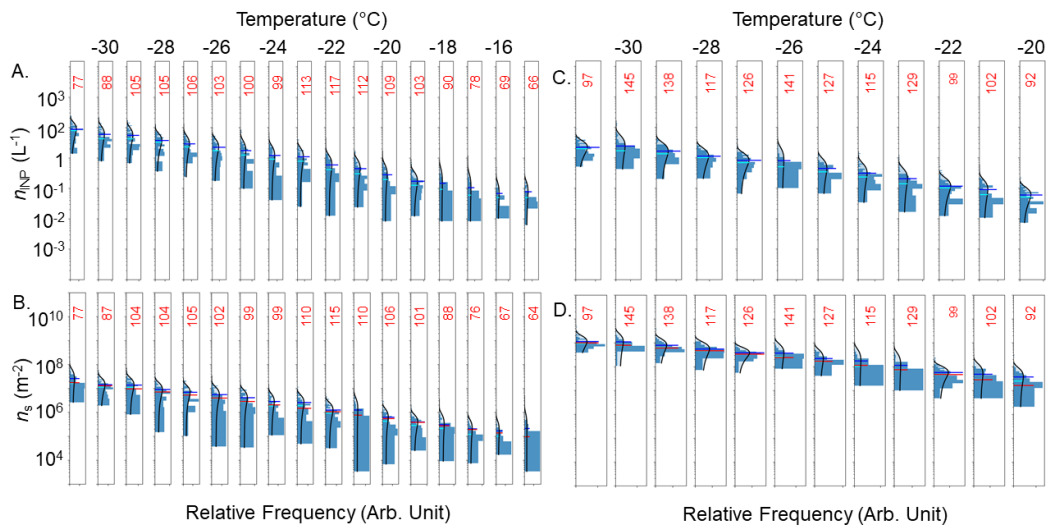 Temperature (°C)
Temperature (°C)
-30 -28 -26 -24 -22 -20 -18 -16
-30 -28 -26 -24 -22 -20
A.
77 88 105 105 106 103 100 99 113 117 112 109 103 90 78 69 66
C.
97 145 138 117 126 141 127 115 129 99 102 92
10³
10²
1
10⁻¹
10⁻²
10⁻³
nINP (L⁻¹)
B.
77 87 104 104 105 102 99 99 110 115 110 106 101 88 76 67 64
D.
97 145 138 117 126 141 127 115 129 99 102 92
10¹⁰
10⁸
10⁶
10⁴
ns (m⁻²)
Relative Frequency (Arb. Unit)
Relative Frequency (Arb. Unit)